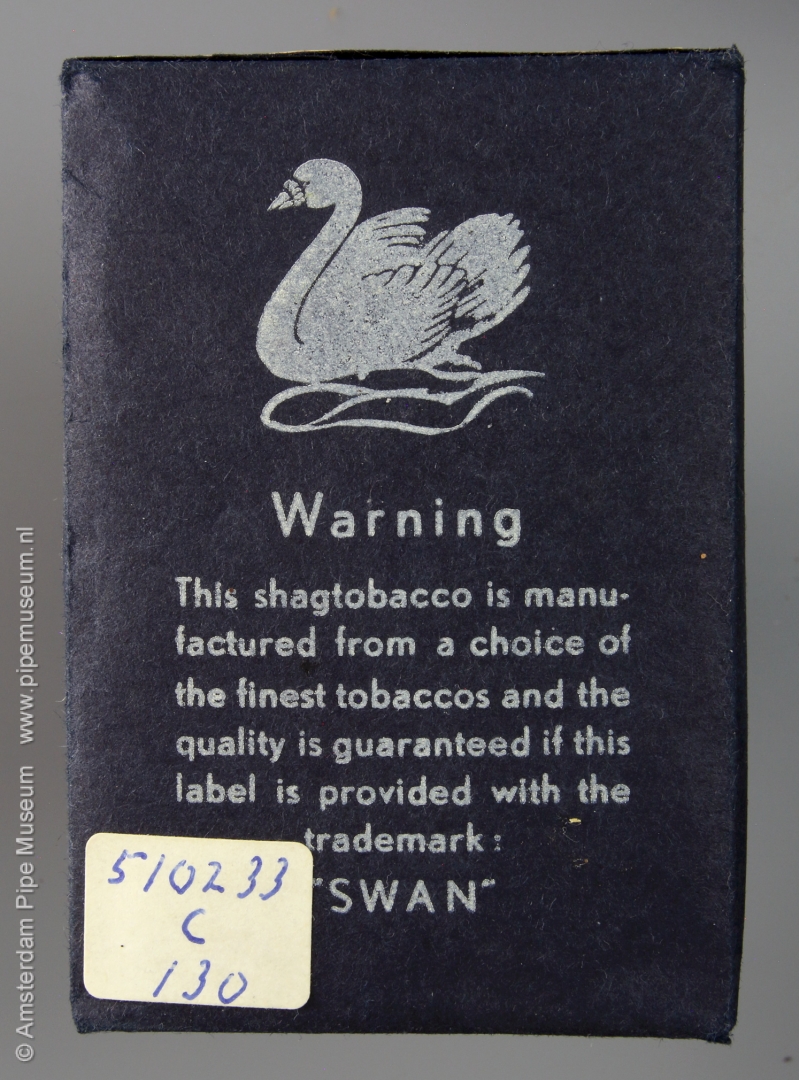 Warning
This shagtobacco is manu-
factured from a choice of
the finest tobaccos and the
quality is guaranteed if this
label is provided with the
trademark:
"SWAN"
510233
C
130
© Amsterdam Pipe Museum www.pipemuseum.nl